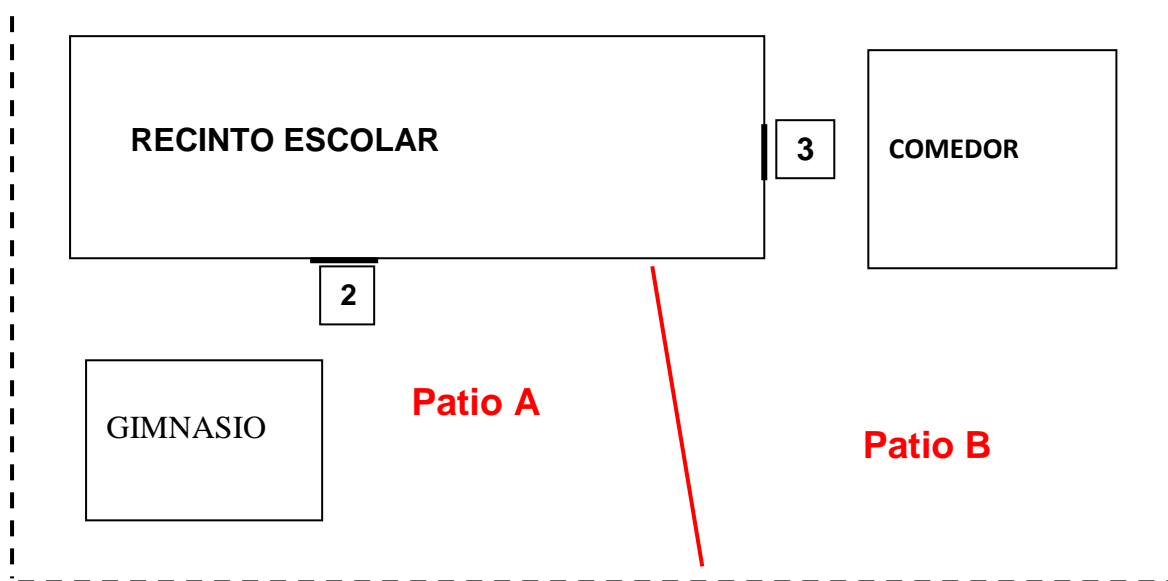 RECINTO ESCOLAR
3
COMEDOR
2
Patio A
GIMNASIO
Patio B